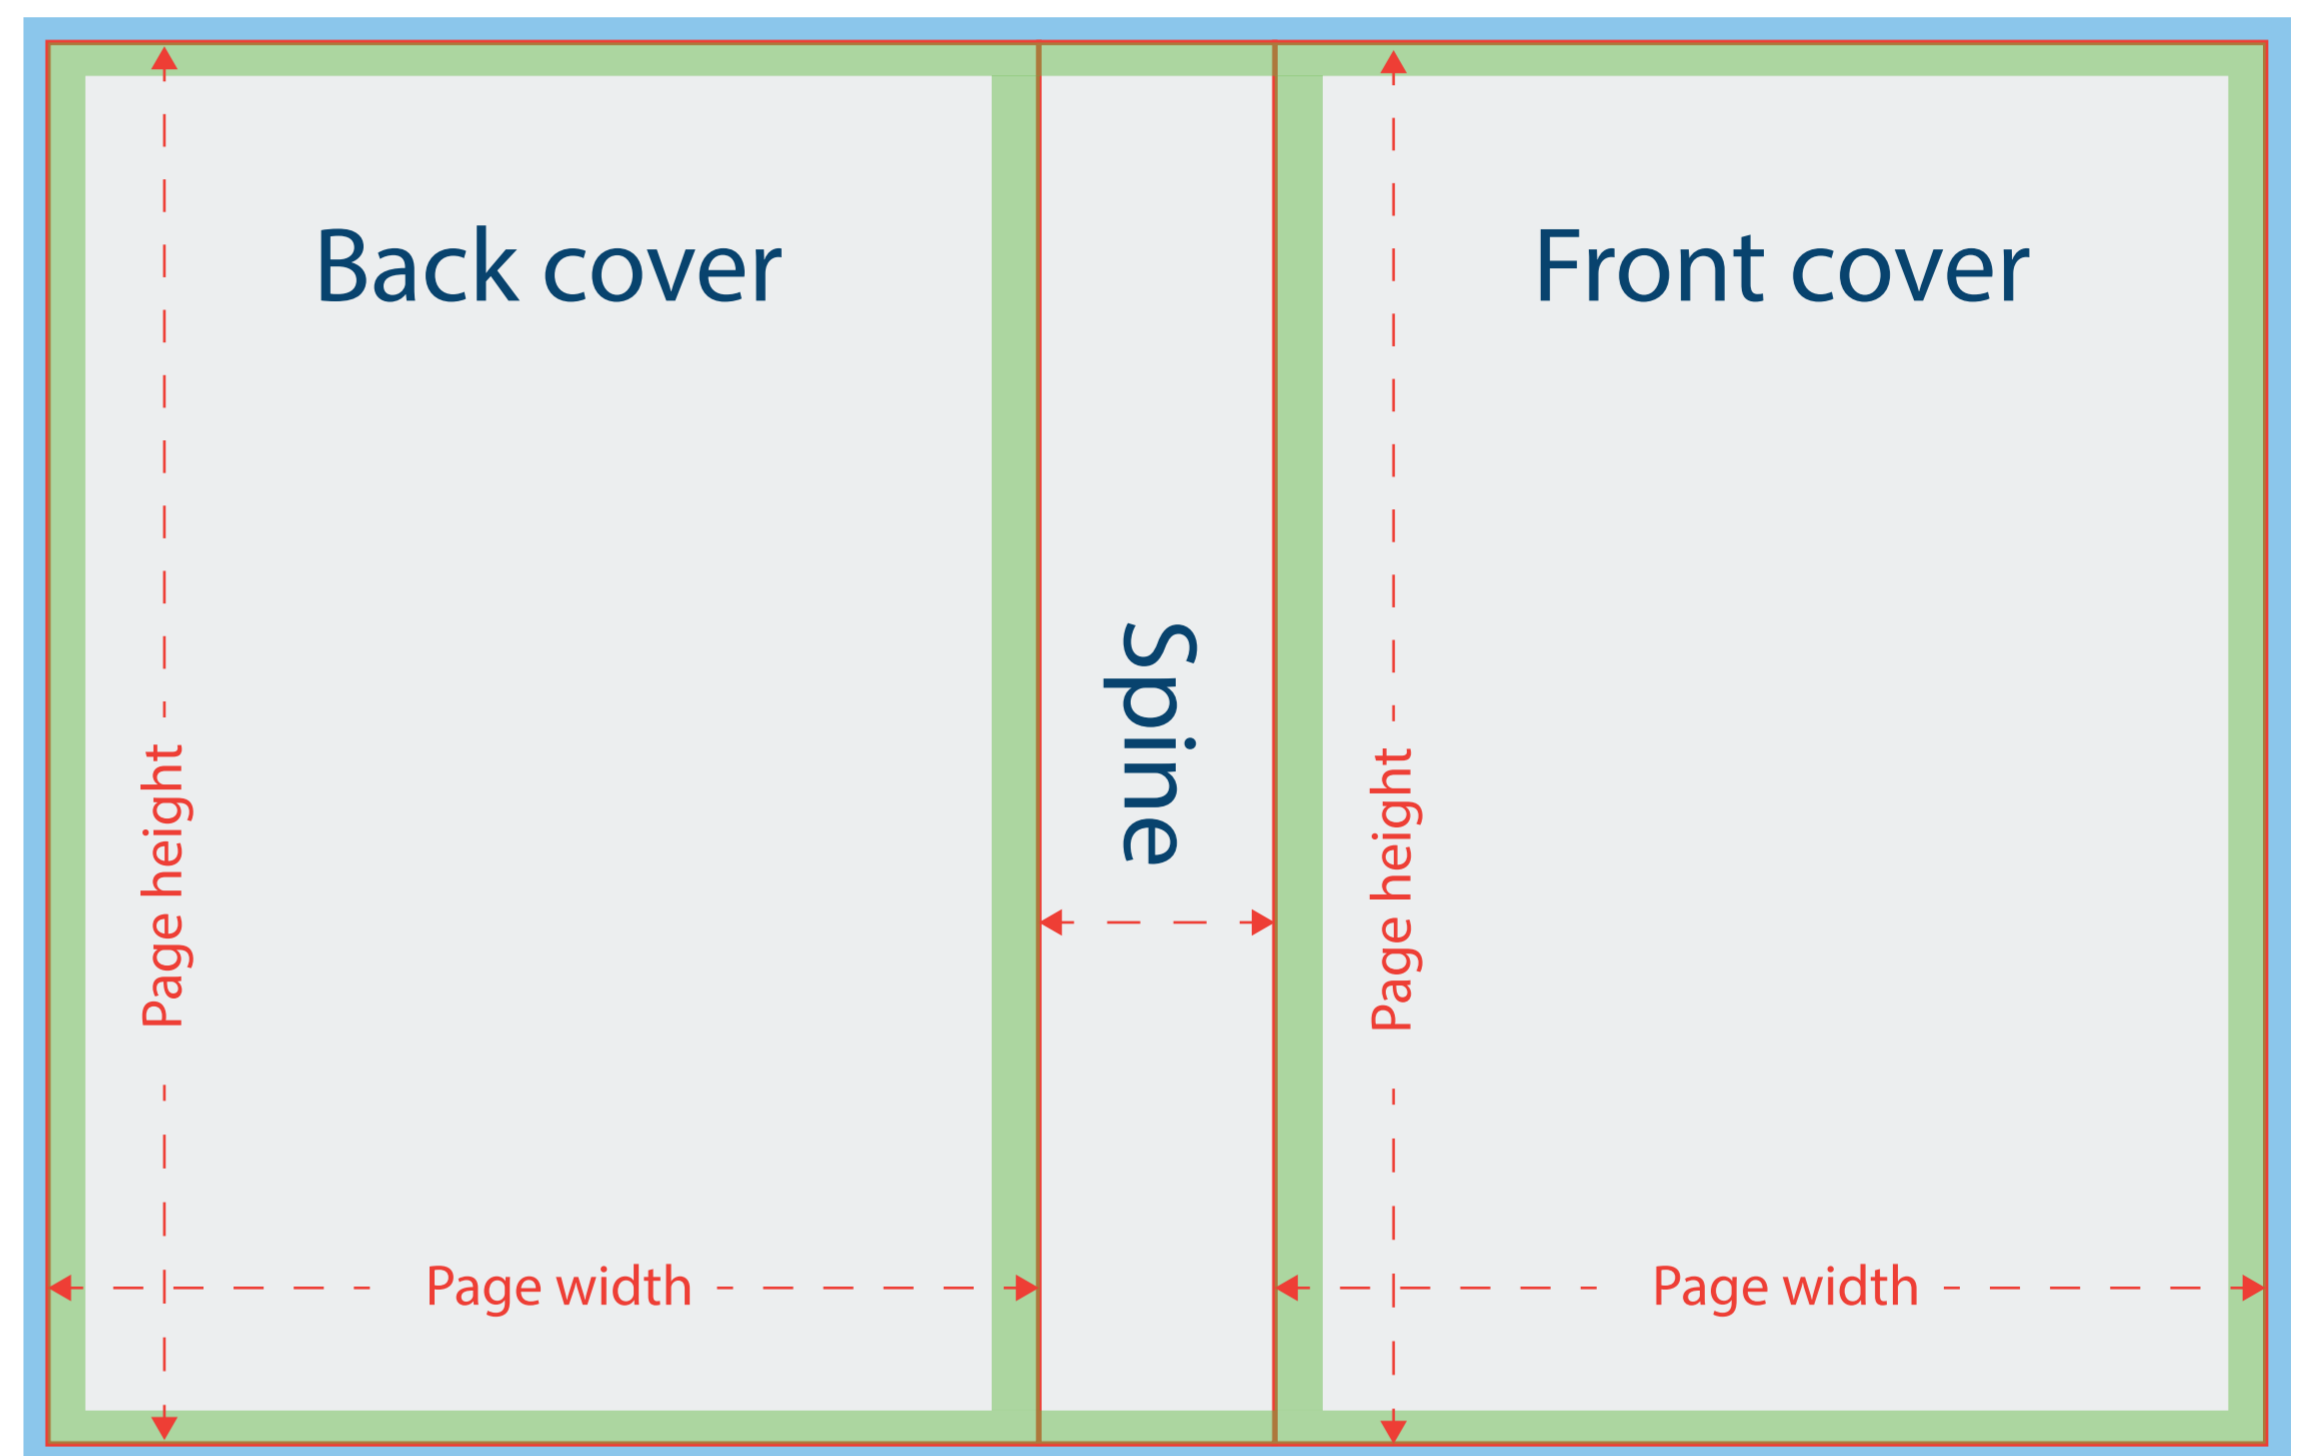 Back cover
Front cover
Spine
Page height
Page height
Page width
Page width